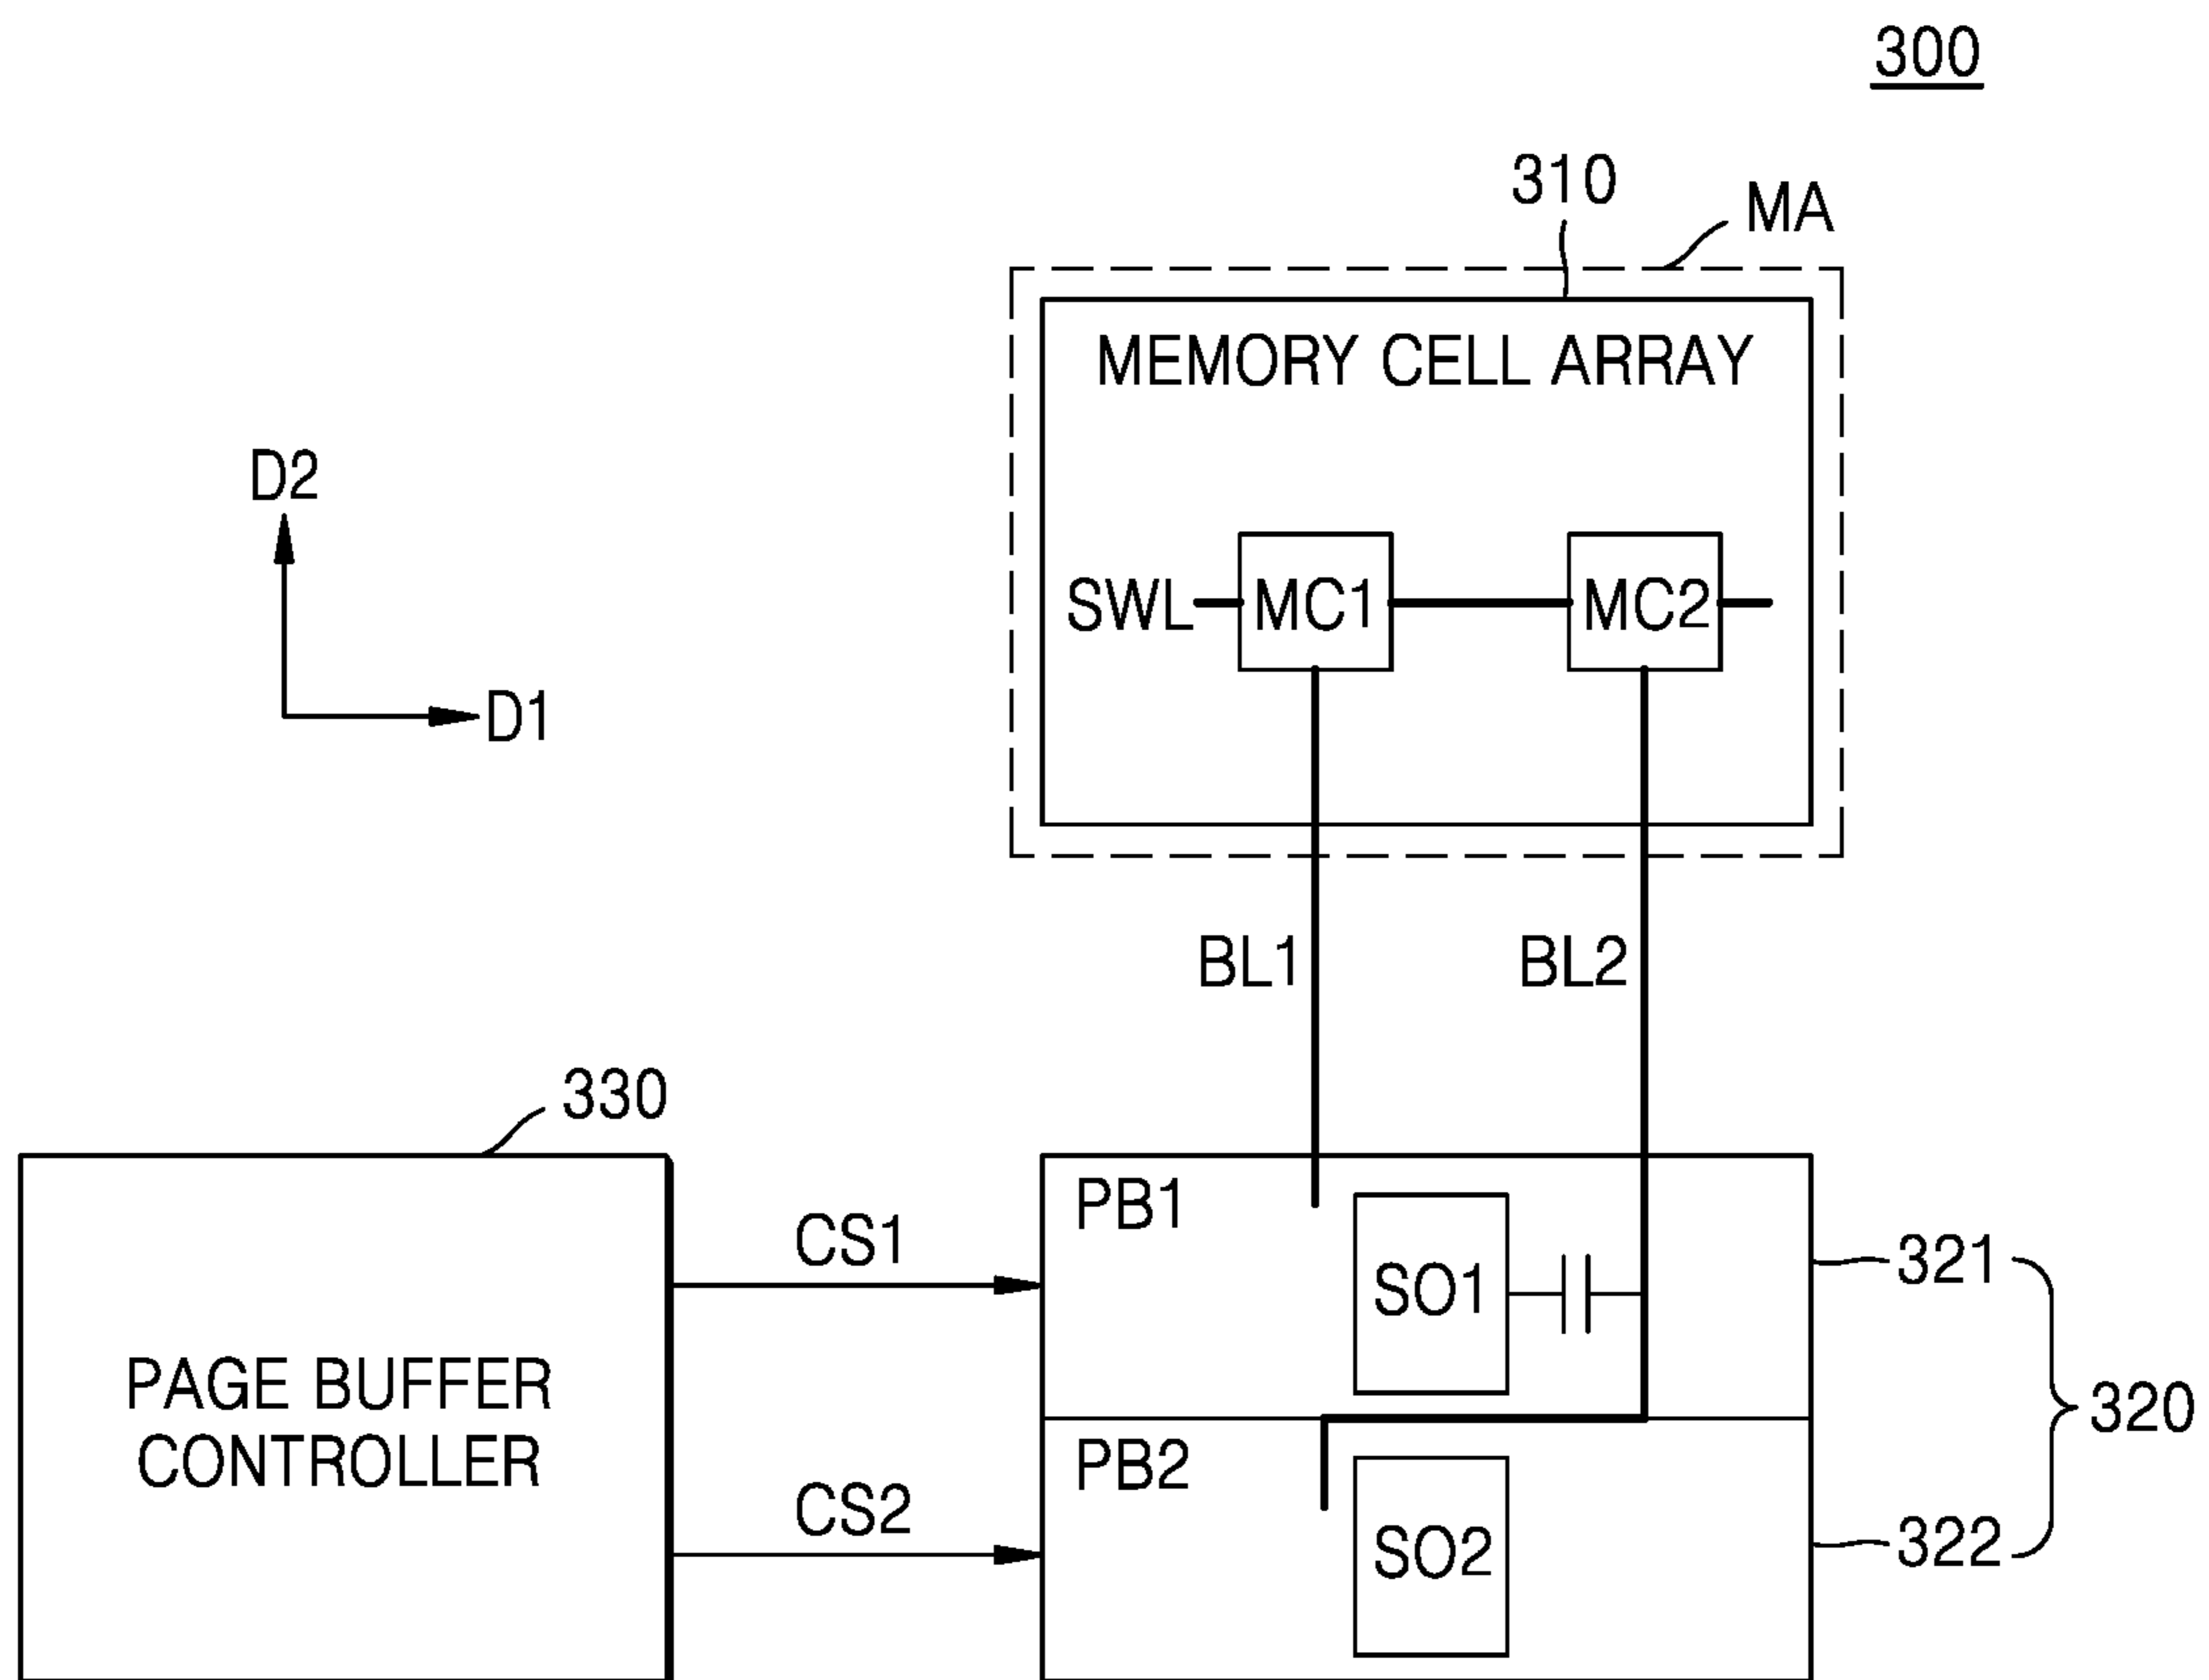 300
310
MA
MEMORY CELL ARRAY
D2
SWL
MC1
MC2
D1
BL1
BL2
330
PB1
CS1
SO1
321
PAGE BUFFER
CONTROLLER
320
PB2
CS2
SO2
322